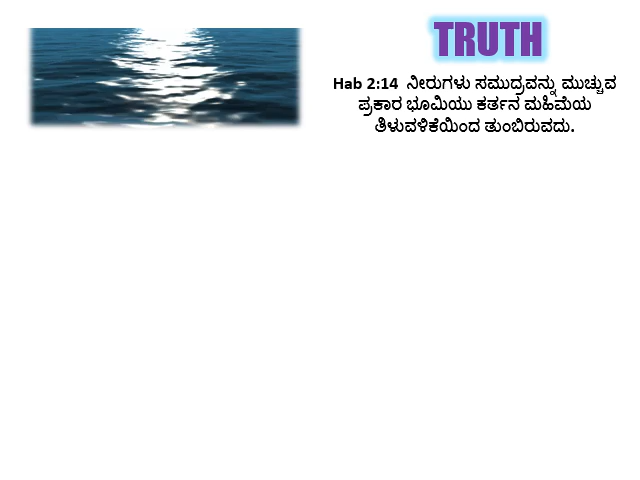 TRUTH
Hab 2:14 ನೀರುಗಳು ಸಮುದ್ರವನ್ನು ಮುಚ್ಚುವ
ಪ್ರಕಾರ ಭೂಮಿಯು ಕರ್ತನ ಮಹಿಮೆಯ
ತಿಳುವಳಿಕೆಯಿಂದ ತುಂಬಿರುವದು.